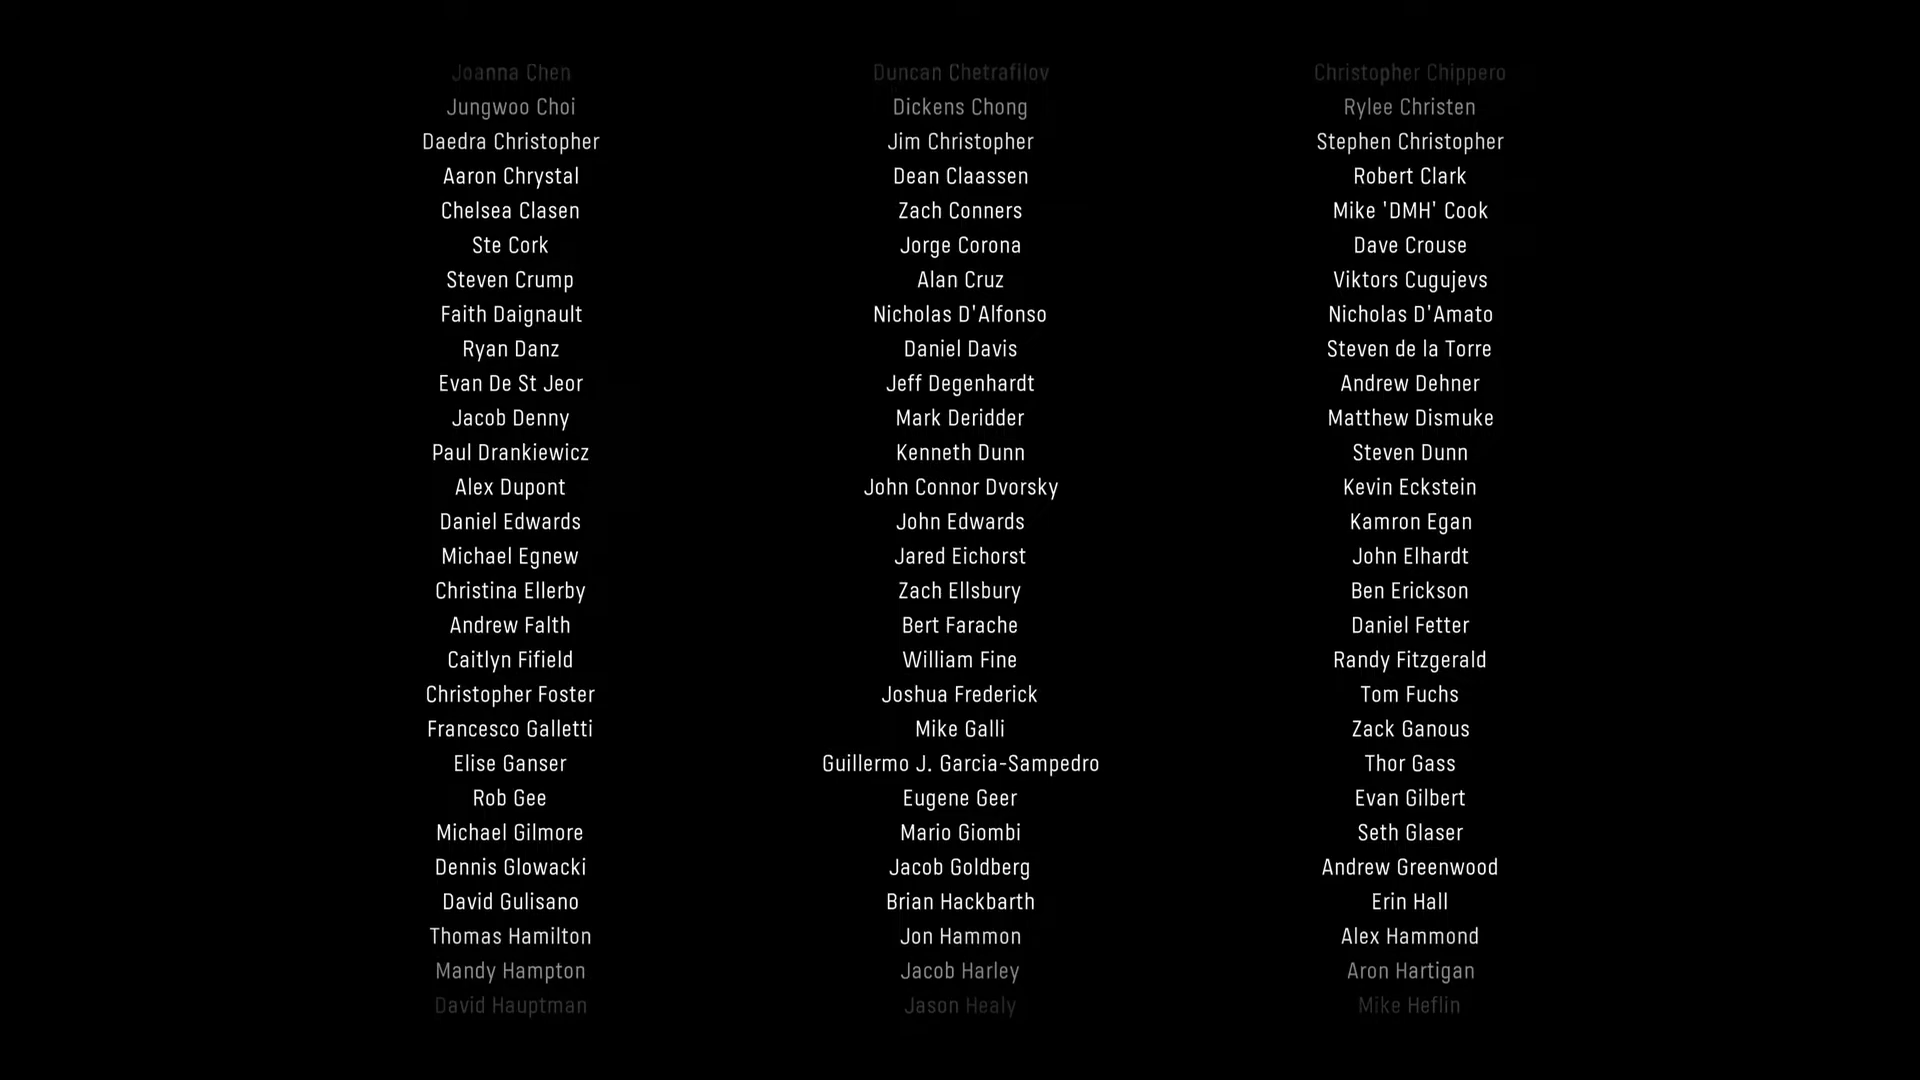 Joanna Chen Duncan Chetrafilov Christopher Chippero
Jungwoo Choi Dickens Chong Rylee Christen
Daedra Christopher Jim Christopher Stephen Christopher
Aaron Chrystal Dean Claassen Robert Clark
Chelsea Clasen Zach Conners Mike 'DMH' Cook
Ste Cork Jorge Corona Dave Crouse
Steven Crump Alan Cruz Viktors Cugujevs
Faith Daignault Nicholas D'Alfonso Nicholas D'Amato
Ryan Danz Daniel Davis Steven de la Torre
Evan De St Jeor Jeff Degenhardt Andrew Dehner
Jacob Denny Mark Deridder Matthew Dismuke
Paul Drankiewicz Kenneth Dunn Steven Dunn
Alex Dupont John Connor Dvorsky Kevin Eckstein
Daniel Edwards John Edwards Kamron Egan
Michael Egnew Jared Eichorst John Elhardt
Christina Ellerby Zach Ellsbury Ben Erickson
Andrew Falth Bert Farache Daniel Fetter
Caitlyn Fifield William Fine Randy Fitzgerald
Christopher Foster Joshua Frederick Tom Fuchs
Francesco Galletti Mike Galli Zack Ganous
Elise Ganser Guillermo J. Garcia-Sampedro Thor Gass
Rob Gee Eugene Geer Evan Gilbert
Michael Gilmore Mario Giombi Seth Glaser
Dennis Glowacki Jacob Goldberg Andrew Greenwood
David Gulisano Brian Hackbarth Erin Hall
Thomas Hamilton Jon Hammon Alex Hammond
Mandy Hampton Jacob Harley Aron Hartigan
David Hauptman Jason Healy Mike Heflin